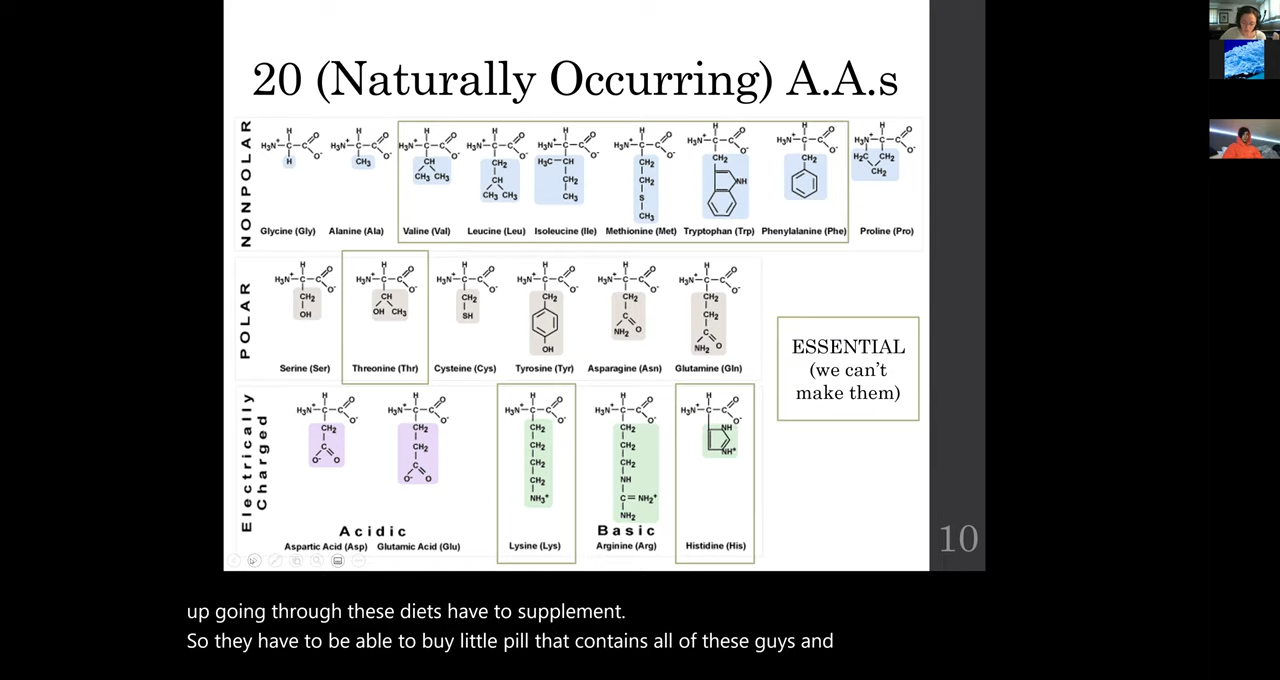 20 (Naturally Occurring) A.A.s
NONPOLAR
Glycine (Gly) Alanine (Ala) Valine (Val) Leucine (Leu) Isoleucine (Ile) Methionine (Met) Tryptophan (Trp) Phenylalanine (Phe) Proline (Pro)
POLAR
Serine (Ser) Threonine (Thr) Cysteine (Cys) Tyrosine (Tyr) Asparagine (Asn) Glutamine (Gln)
ESSENTIAL
(we can't
make them)
Electrically
Charged
Acidic
Basic
Aspartic Acid (Asp) Glutamic Acid (Glu) Lysine (Lys) Arginine (Arg) Histidine (His)
10
up going through these diets have to supplement.
So they have to be able to buy little pill that contains all of these guys and